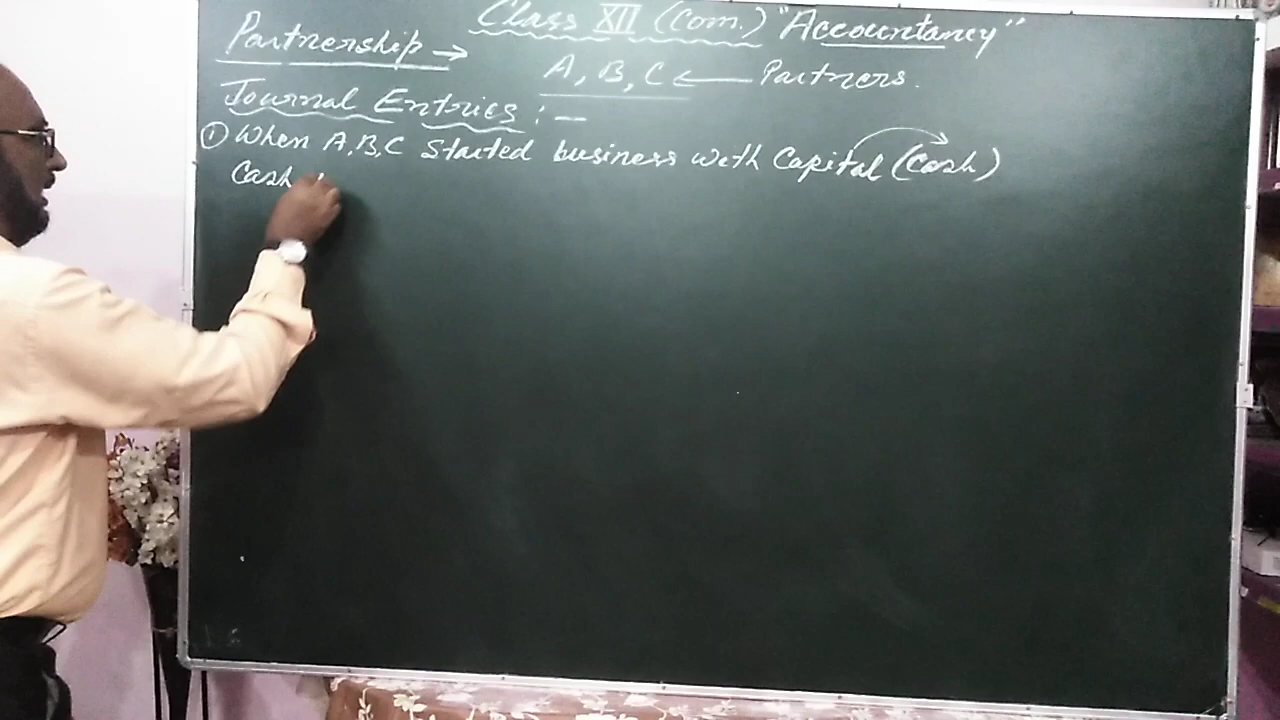 Class XII (Com.) "Accountancy"
Partnership →
A, B, C ← Partners.
Journal Entries :-
① When A,B,C Started business with Capital (Cash)
Cash